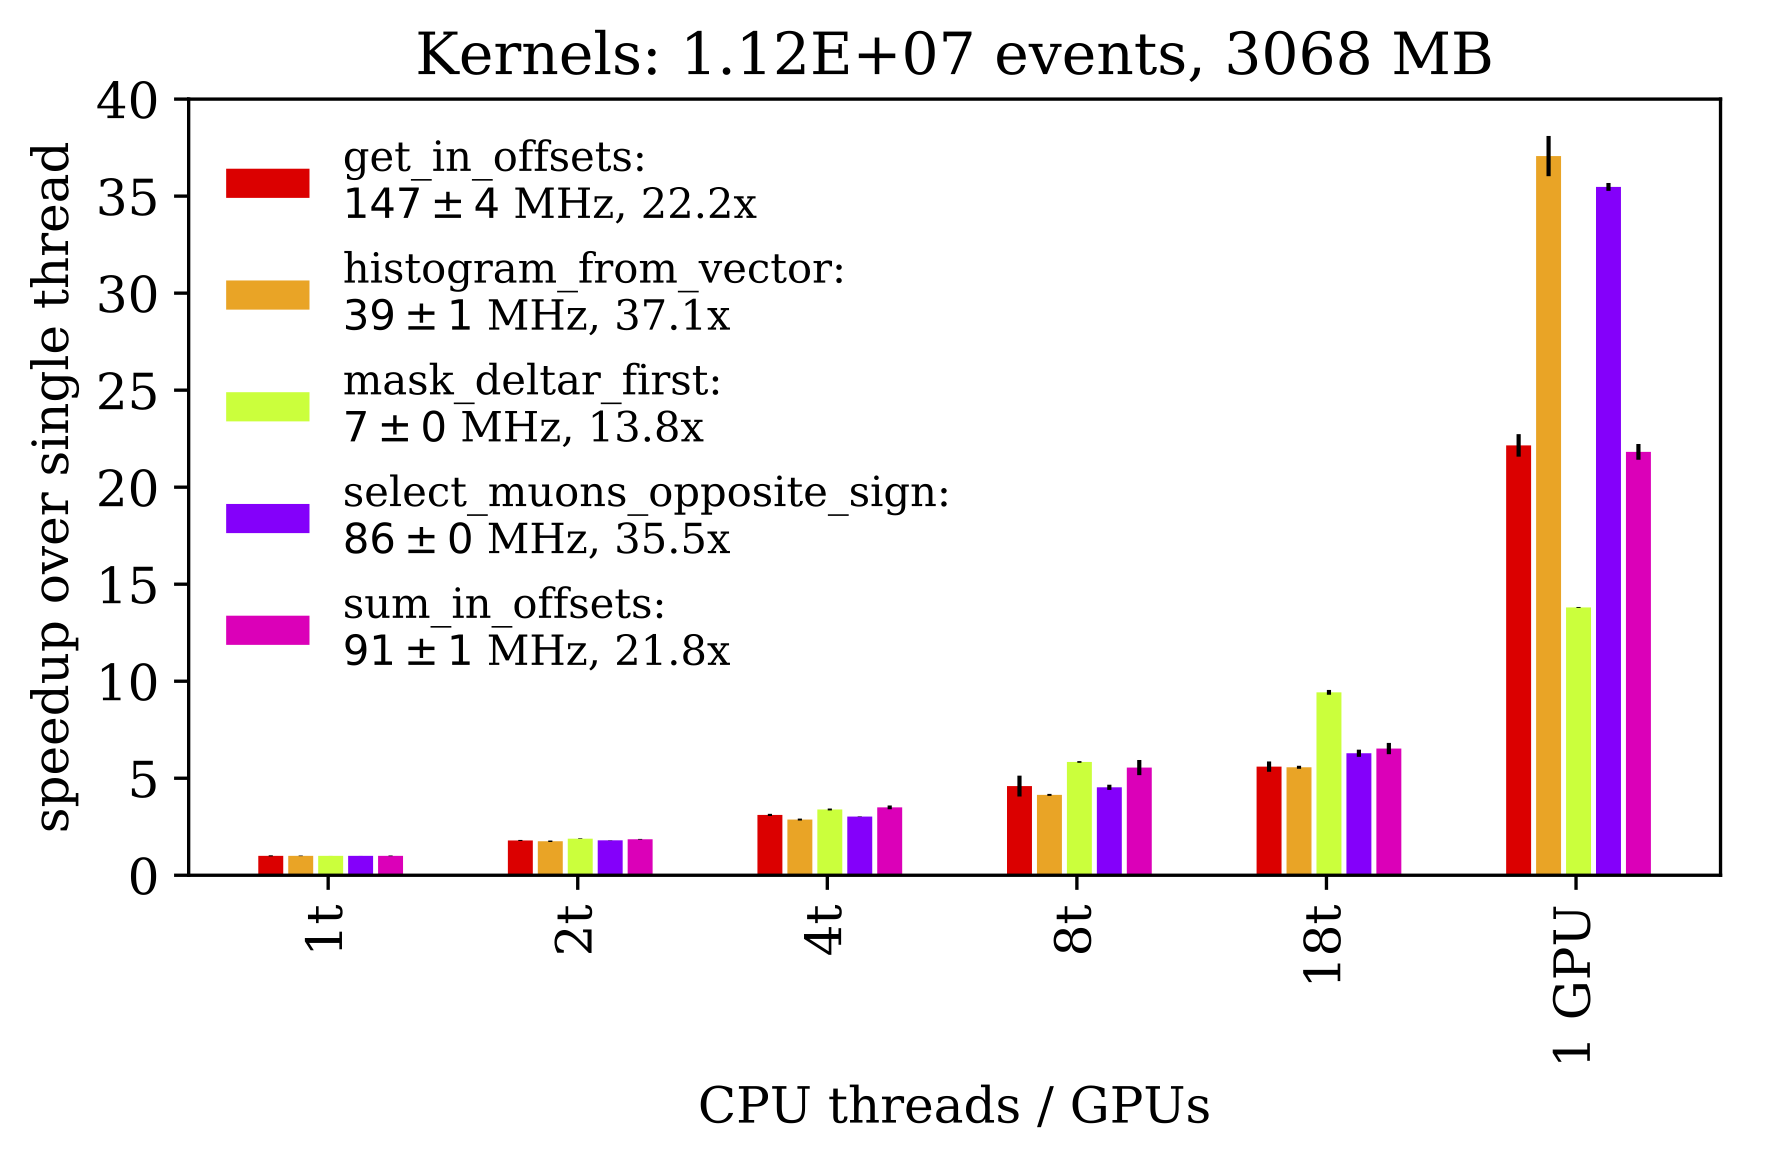 Kernels: 1.12E+07 events, 3068 MB
speedup over single thread
40
35
30
25
20
15
10
5
0
get_in_offsets:
147 ± 4 MHz, 22.2x
histogram_from_vector:
39 ± 1 MHz, 37.1x
mask_deltar_first:
7 ± 0 MHz, 13.8x
select_muons_opposite_sign:
86 ± 0 MHz, 35.5x
sum_in_offsets:
91 ± 1 MHz, 21.8x
1t
2t
4t
8t
18t
1 GPU
CPU threads / GPUs